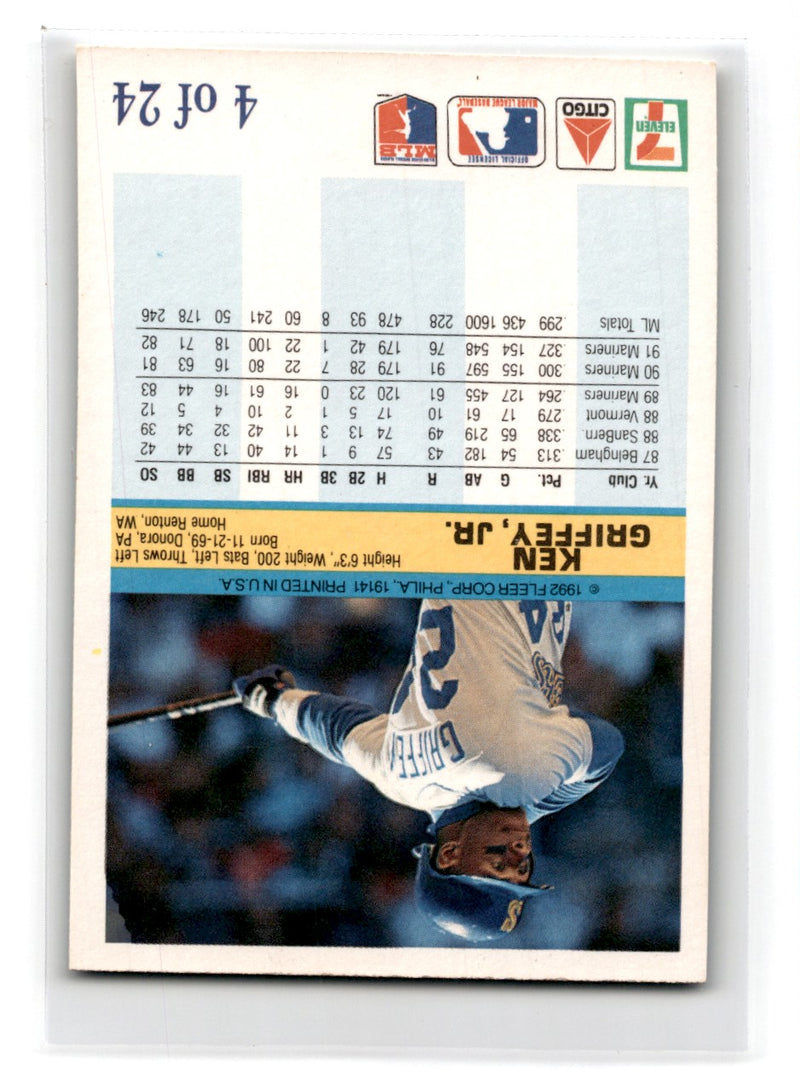 GRIFFEY
24
24
S
© 1992 FLEER CORP., PHILA., 19141 PRINTED IN U.S.A.
KEN
GRIFFEY, JR.
Height 6'3", Weight 200, Bats Left, Throws Left
Born 11-21-69, Donora, PA
Home Renton, WA
Yr. Club Pct. G AB R H 2B 3B HR RBI SB BB SO
87 Belngham .313 54 182 43 57 9 1 14 40 13 44 42
88 SanBern. .338 65 219 49 74 13 3 11 42 32 34 39
88 Vermont .279 17 61 10 17 5 1 2 10 4 5 12
89 Mariners .264 127 455 61 120 23 0 16 61 16 44 83
90 Mariners .300 155 597 91 179 28 7 22 80 16 63 81
91 Mariners .327 154 548 76 179 42 1 22 100 18 71 82
ML Totals .299 436 1600 228 478 93 8 60 241 50 178 246
7
ELEVEN
CITGO
OFFICIAL LICENSEE
MAJOR LEAGUE BASEBALL
MLB
4 of 24